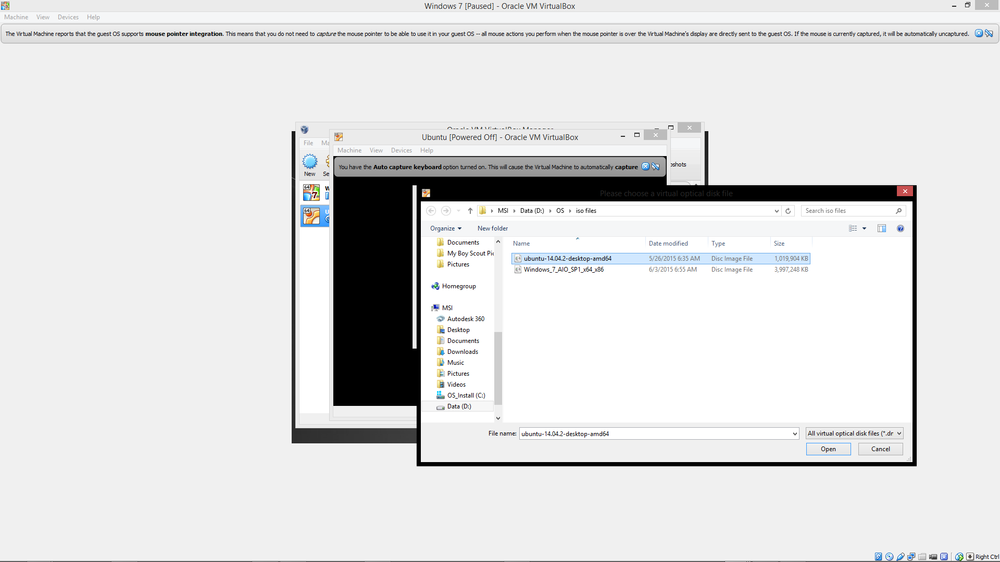 Windows 7 [Paused] - Oracle VM VirtualBox
Machine View Devices Help
The Virtual Machine reports that the guest OS supports mouse pointer integration. This means that you do not need to capture the mouse pointer to be able to use it in your guest OS -- all mouse actions you perform when the mouse pointer is over the Virtual Machine's display are directly sent to the guest OS. If the mouse is currently captured, it will be automatically uncaptured.
Oracle VM VirtualBox Manager
File
New
64
64
Ubuntu [Powered Off] - Oracle VM VirtualBox
Machine View Devices Help
You have the Auto capture keyboard option turned on. This will cause the Virtual Machine to automatically capture
Please choose a virtual optical disk file
MSI Data (D:) OS iso files
Search iso files
Organize New folder
Documents
My Boy Scout Pic
Pictures
Homegroup
MSI
Autodesk 360
Desktop
Documents
Downloads
Music
Pictures
Videos
OS_Install (C:)
Data (D:)
Name Date modified Type Size
ubuntu-14.04.2-desktop-amd64 5/26/2015 6:35 AM Disc Image File 1,019,904 KB
Windows_7_AIO_SP1_x64_x86 6/3/2015 6:55 AM Disc Image File 3,997,248 KB
File name: ubuntu-14.04.2-desktop-amd64
All virtual optical disk files (*.dr
Open Cancel
Right Ctrl